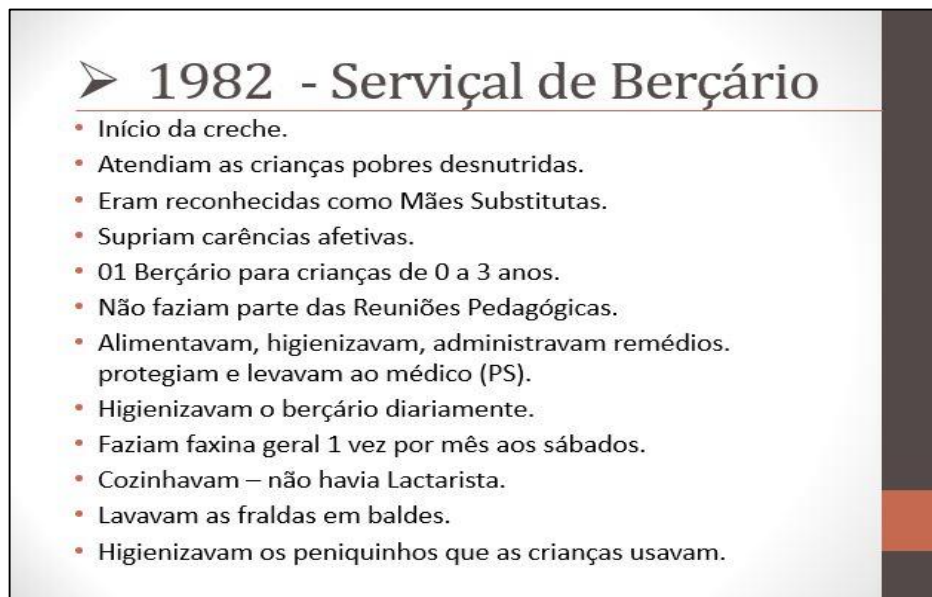 ➢ 1982 - Serviçal de Berçário
• Início da creche.
• Atendiam as crianças pobres desnutridas.
• Eram reconhecidas como Mães Substitutas.
• Supriam carências afetivas.
• 01 Berçário para crianças de 0 a 3 anos.
• Não faziam parte das Reuniões Pedagógicas.
• Alimentavam, higienizavam, administravam remédios.
protegiam e levavam ao médico (PS).
• Higienizavam o berçário diariamente.
• Faziam faxina geral 1 vez por mês aos sábados.
• Cozinhavam – não havia Lactarista.
• Lavavam as fraldas em baldes.
• Higienizavam os peniquinhos que as crianças usavam.